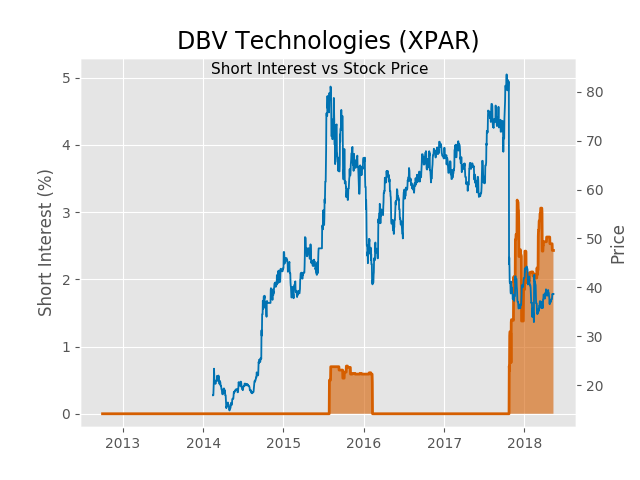 DBV Technologies (XPAR)
Short Interest vs Stock Price
Short Interest (%)
5
4
3
2
1
0
80
70
60
50
40
30
20
Price
2013 2014 2015 2016 2017 2018